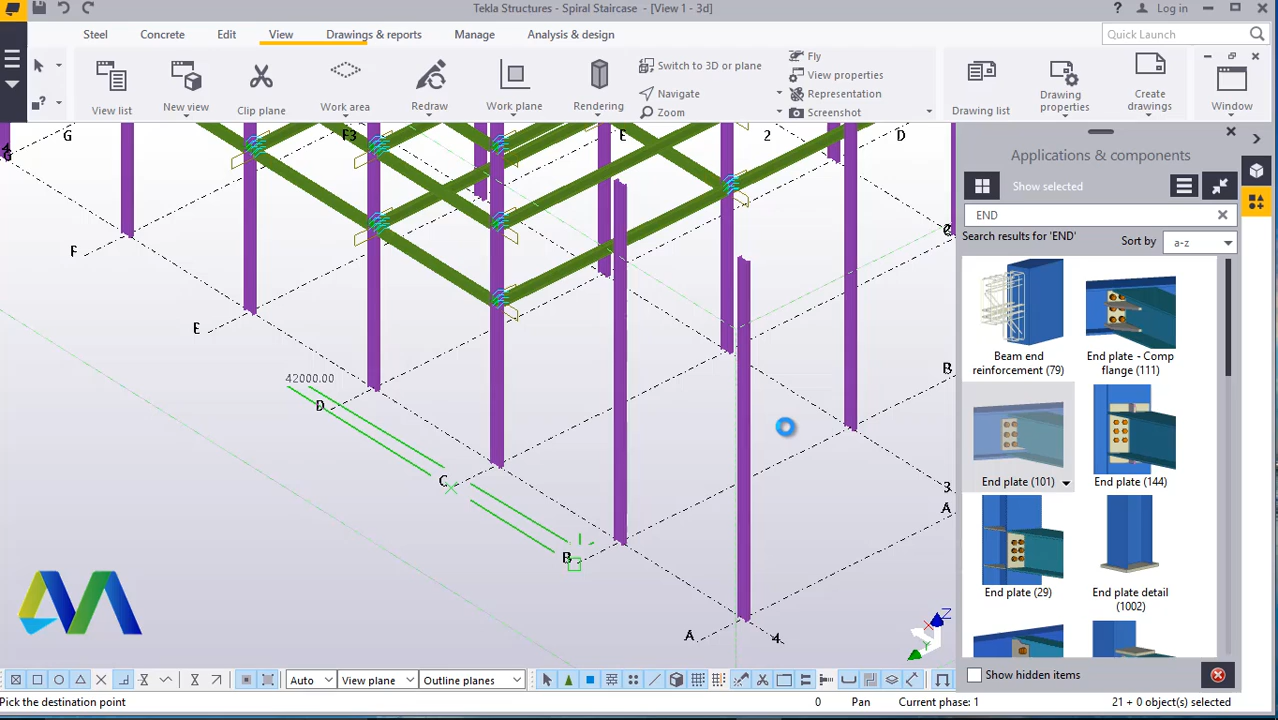 Tekla Structures - Spiral Staircase - [View 1 - 3d]
? Log in
Steel Concrete Edit View Drawings & reports Manage Analysis & design
Quick Launch
View list
New view
Clip plane
Work area
Redraw
Work plane
Rendering
Switch to 3D or plane
Navigate
Zoom
Fly
View properties
Representation
Screenshot
Drawing list
Drawing properties
Create drawings
Window
G
F3
E
2
D
G
F
E
D
C
B
A
4
C
B
3
A
42000.00
Z
Y
Applications & components
Show selected
END
Search results for 'END'
Sort by a-z
Beam end reinforcement (79)
End plate - Comp flange (111)
End plate (101)
End plate (144)
End plate (29)
End plate detail (1002)
Show hidden items
Auto
View plane
Outline planes
Pick the destination point
0
Pan
Current phase: 1
21 + 0 object(s) selected